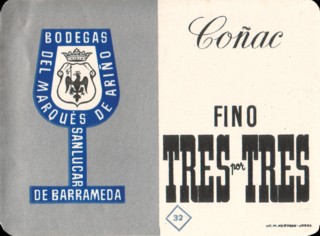 BODEGAS
DEL MARQUÉS DE ARIÑO
SANLUCAR
DE BARRAMEDA
Coñac
FINO
TRES por TRES
32